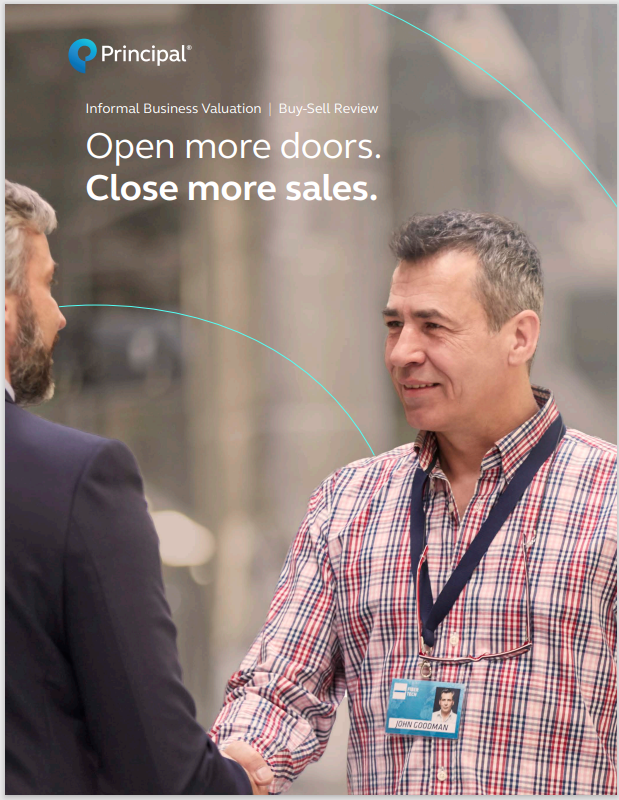 Principal®
Informal Business Valuation | Buy-Sell Review
Open more doors.
Close more sales.
JOHN GOODMAN